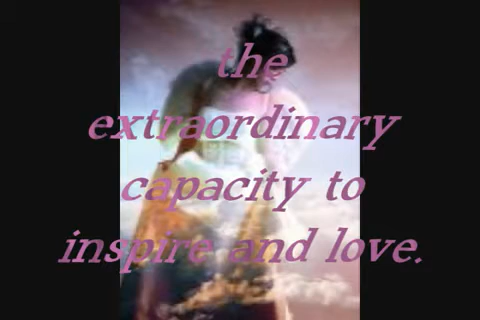 the
extraordinary
capacity to
inspire and love.